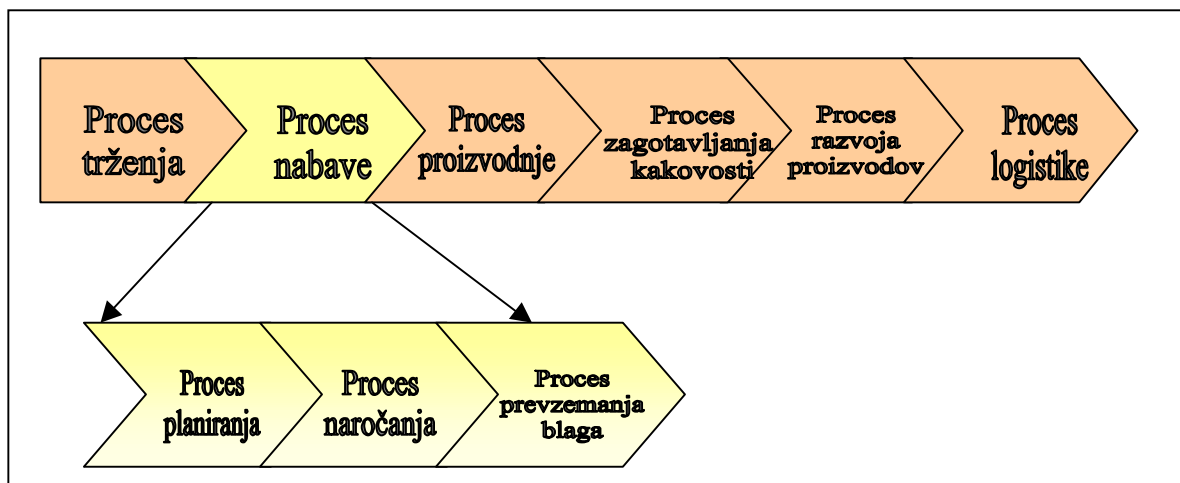 Proces
trženja
Proces
nabave
Proces
proizvodnje
Proces
zagotavljanja
kakovosti
Proces
razvoja
proizvodov
Proces
logistike
Proces
planiranja
Proces
naročanja
Proces
prevzemanja
blaga